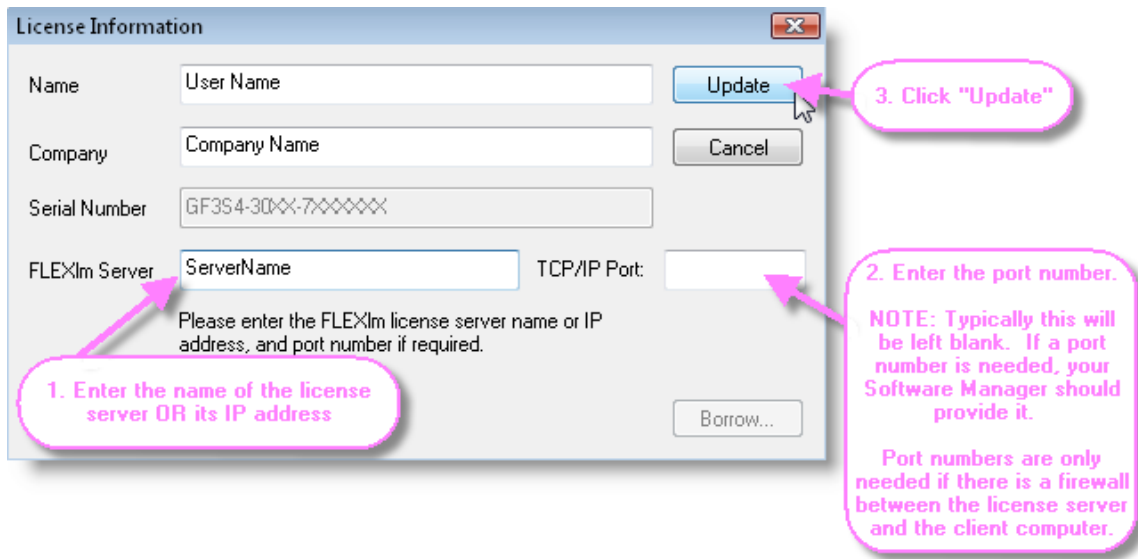 License Information
Name
User Name
Update
3. Click "Update"
Company
Company Name
Cancel
Serial Number
GF3S4-30XX-7XXXXXX
FLEXlm Server
ServerName
TCP/IP Port:
Please enter the FLEXlm license server name or IP
address, and port number if required.
1. Enter the name of the license
server OR its IP address
2. Enter the port number.
NOTE: Typically this will
be left blank. If a port
number is needed, your
Software Manager should
provide it.
Port numbers are only
needed if there is a firewall
between the license server
and the client computer.
Borrow...